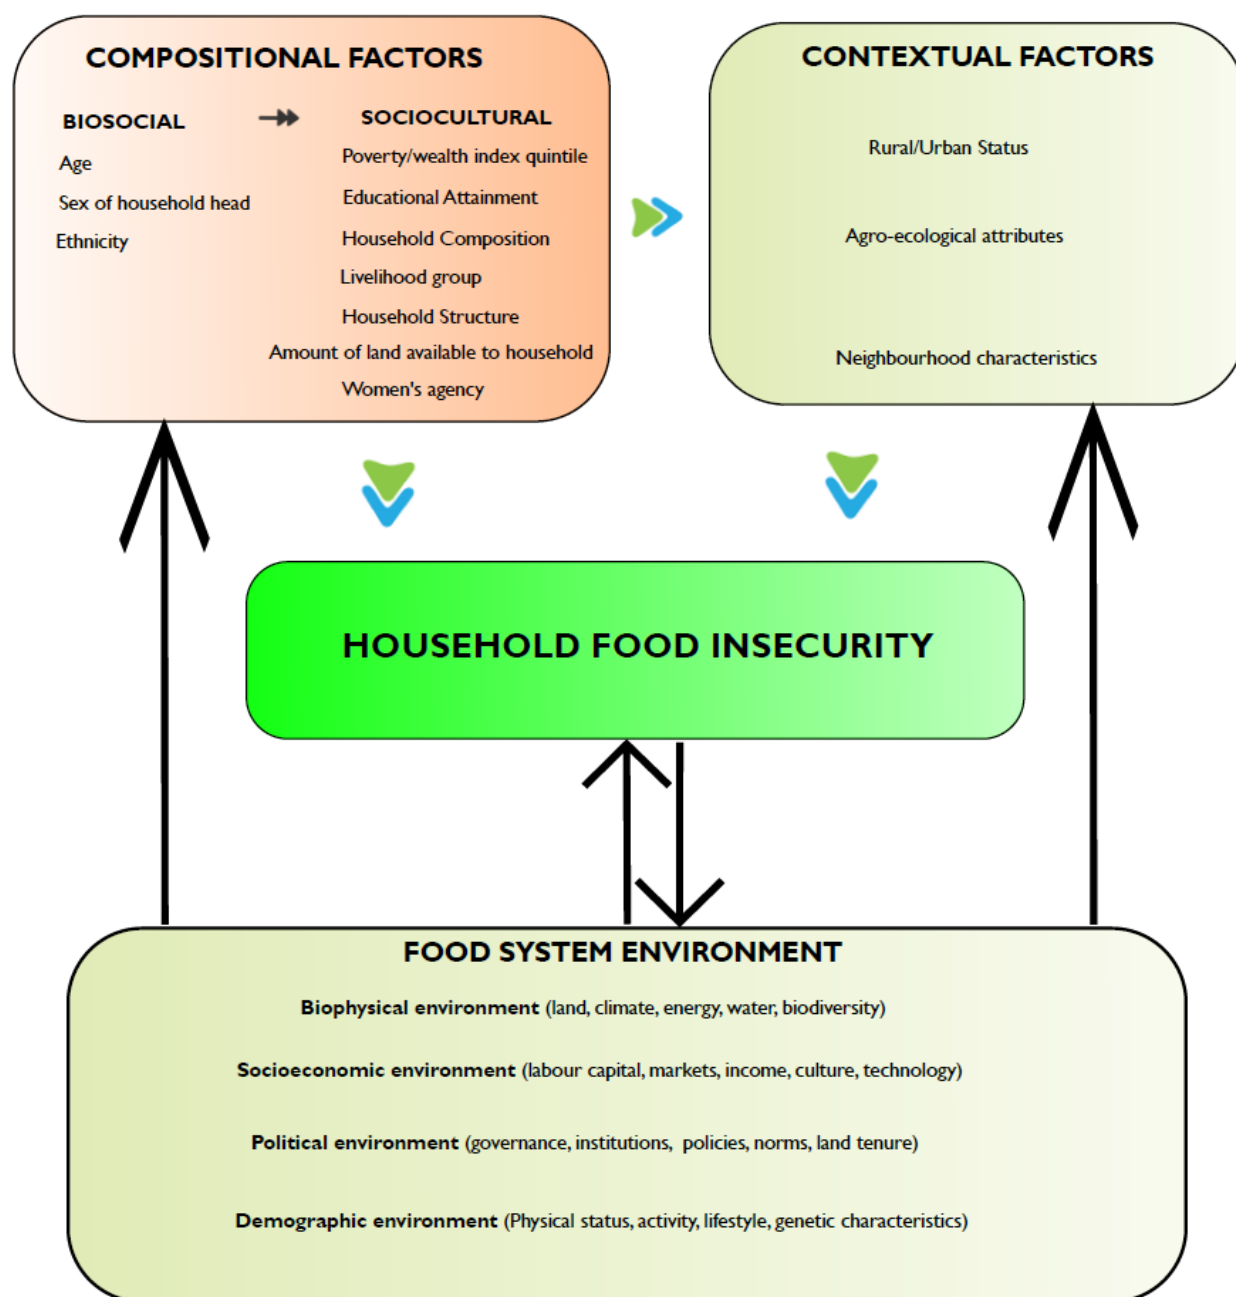 COMPOSITIONAL FACTORS
BIOSOCIAL
Age
Sex of household head
Ethnicity
SOCIOCULTURAL
Poverty/wealth index quintile
Educational Attainment
Household Composition
Livelihood group
Household Structure
Amount of land available to household
Women's agency
CONTEXTUAL FACTORS
Rural/Urban Status
Agro-ecological attributes
Neighbourhood characteristics
HOUSEHOLD FOOD INSECURITY
FOOD SYSTEM ENVIRONMENT
Biophysical environment (land, climate, energy, water, biodiversity)
Socioeconomic environment (labour capital, markets, income, culture, technology)
Political environment (governance, institutions, policies, norms, land tenure)
Demographic environment (Physical status, activity, lifestyle, genetic characteristics)